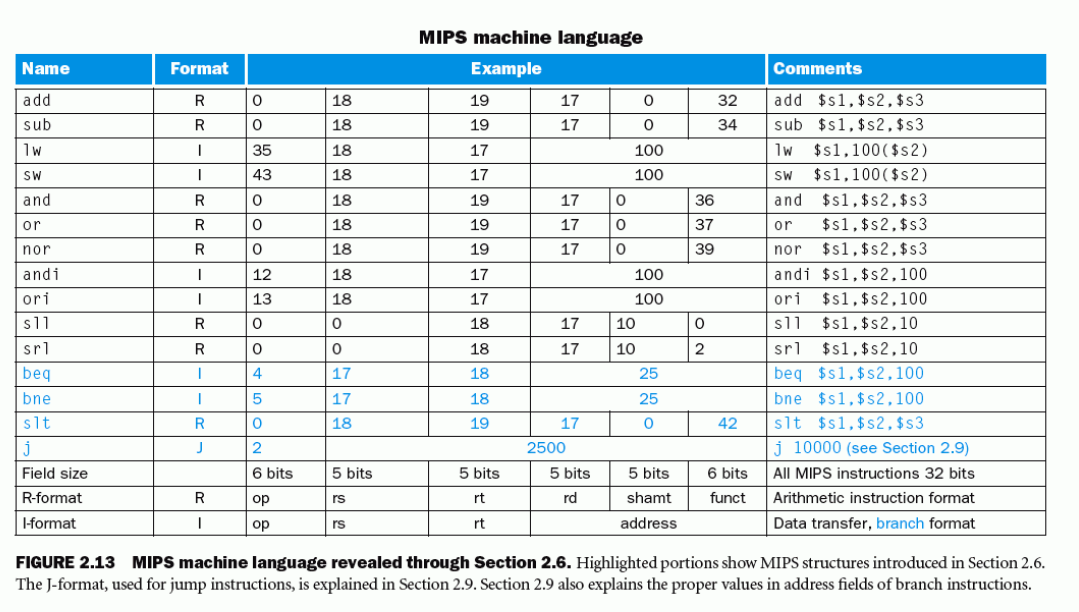 MIPS machine language
Name Format Example Comments
add R 0 18 19 17 0 32 add $s1,$s2,$s3
sub R 0 18 19 17 0 34 sub $s1,$s2,$s3
lw I 35 18 17 100 lw $s1,100($s2)
sw I 43 18 17 100 sw $s1,100($s2)
and R 0 18 19 17 0 36 and $s1,$s2,$s3
or R 0 18 19 17 0 37 or $s1,$s2,$s3
nor R 0 18 19 17 0 39 nor $s1,$s2,$s3
andi I 12 18 17 100 andi $s1,$s2,100
ori I 13 18 17 100 ori $s1,$s2,100
sll R 0 0 18 17 10 0 sll $s1,$s2,10
srl R 0 0 18 17 10 2 srl $s1,$s2,10
beq I 4 17 18 25 beq $s1,$s2,100
bne I 5 17 18 25 bne $s1,$s2,100
slt R 0 18 19 17 0 42 slt $s1,$s2,$s3
j J 2 2500 j 10000 (see Section 2.9)
Field size 6 bits 5 bits 5 bits 5 bits 5 bits 6 bits All MIPS instructions 32 bits
R-format R op rs rt rd shamt funct Arithmetic instruction format
I-format I op rs rt address Data transfer, branch format
FIGURE 2.13 MIPS machine language revealed through Section 2.6. Highlighted portions show MIPS structures introduced in Section 2.6.
The J-format, used for jump instructions, is explained in Section 2.9. Section 2.9 also explains the proper values in address fields of branch instructions.